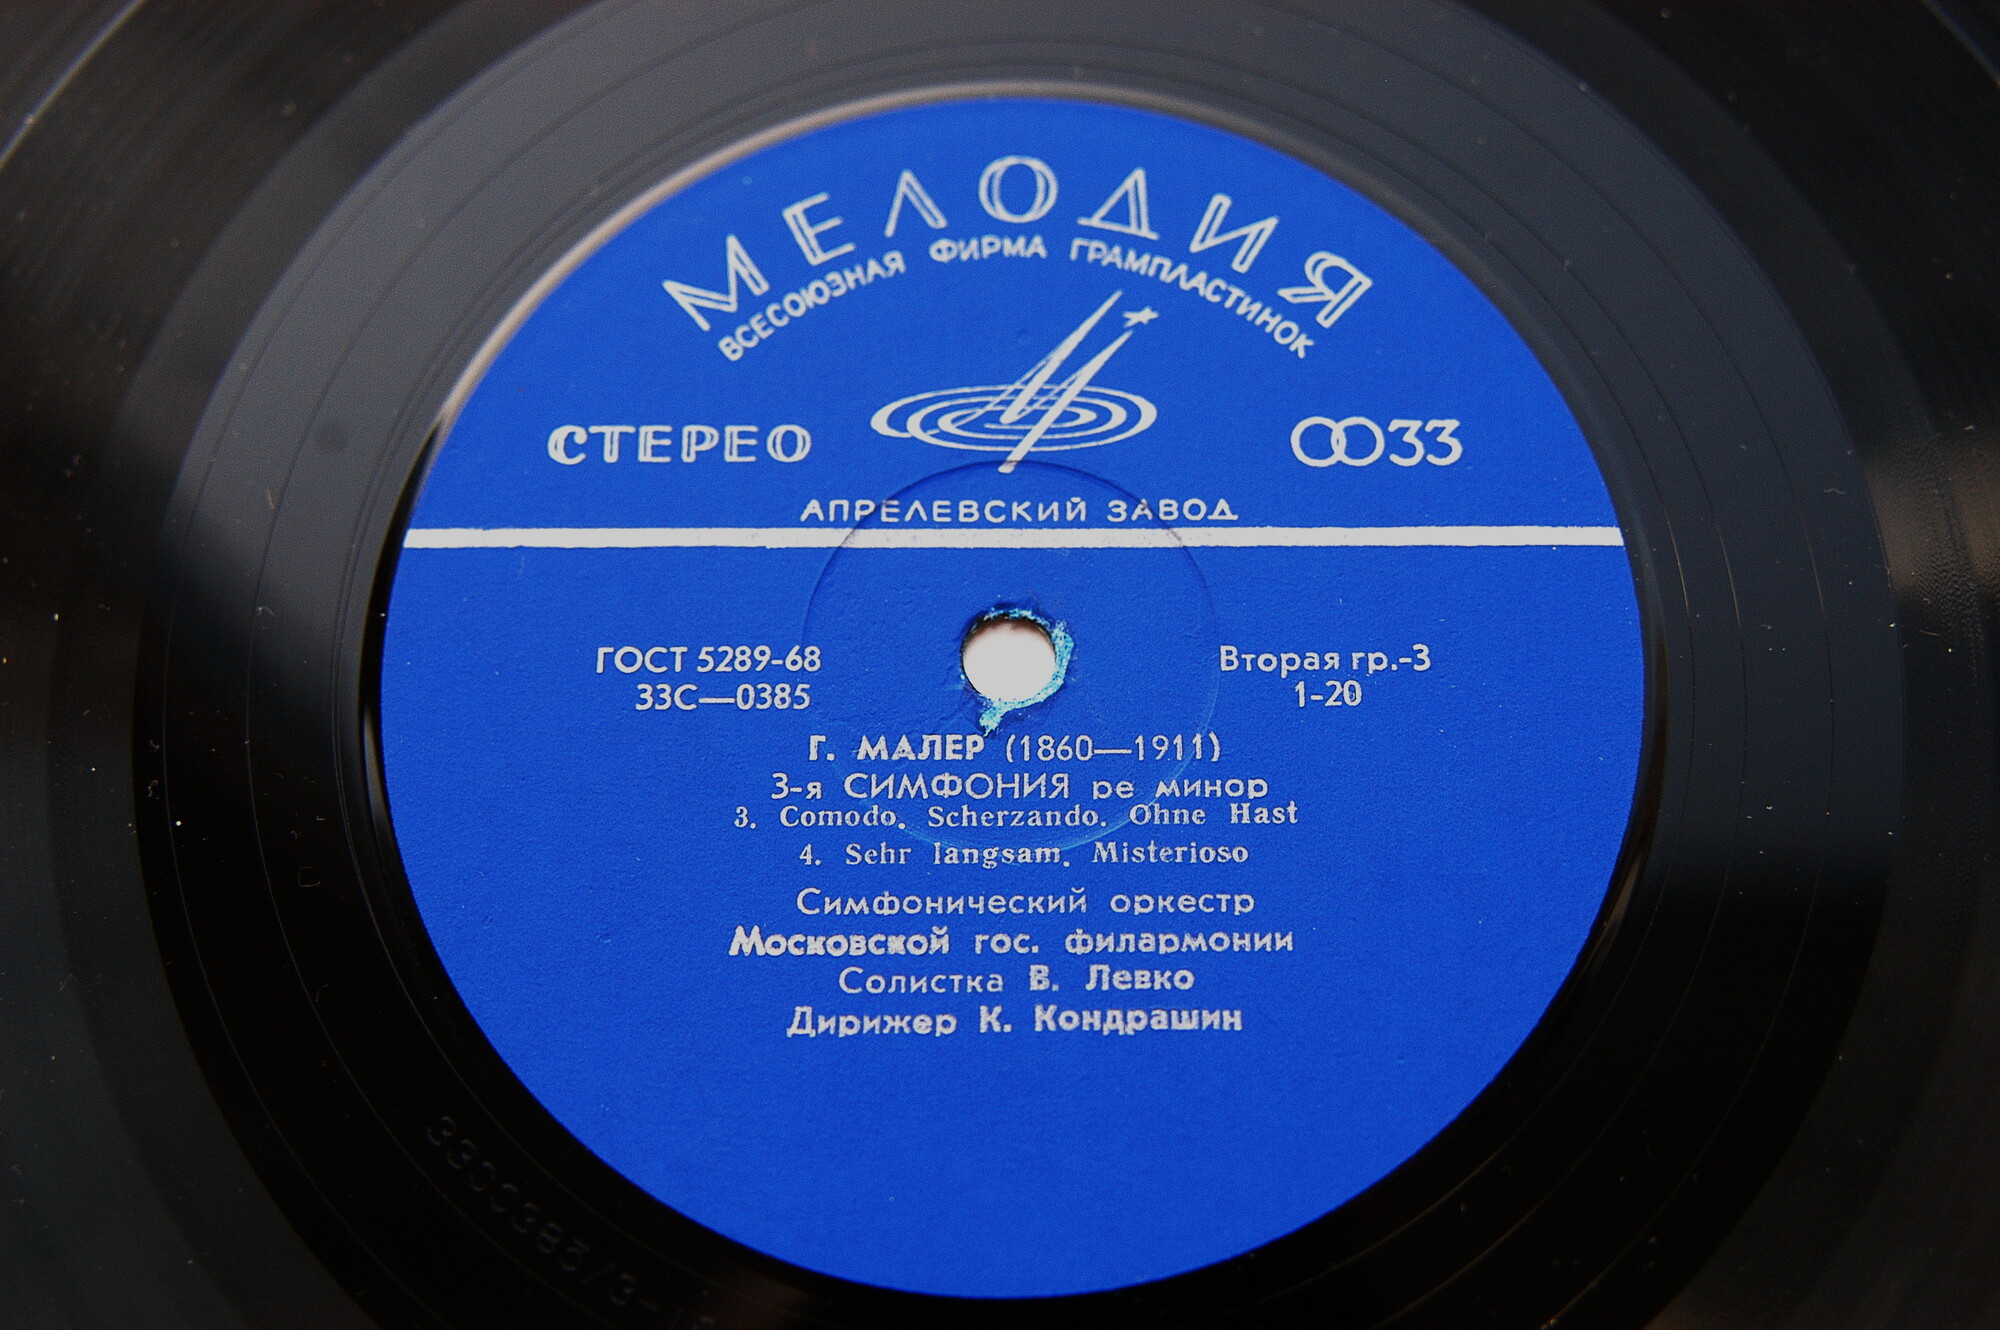 МЕЛОДИЯ
ВСЕСОЮЗНАЯ ФИРМА ГРАМПЛАСТИНОК
СТЕРЕО
33
АПРЕЛЕВСКИЙ ЗАВОД
ГОСТ 5289-68
33С—0385
Вторая гр.-3
1-20
Г. МАЛЕР (1860—1911)
3-я СИМФОНИЯ ре минор
3. Comodo. Scherzando. Ohne Hast
4. Sehr langsam. Misterioso
Симфонический оркестр
Московской гос. филармонии
Солистка В. Левко
Дирижер К. Кондрашин